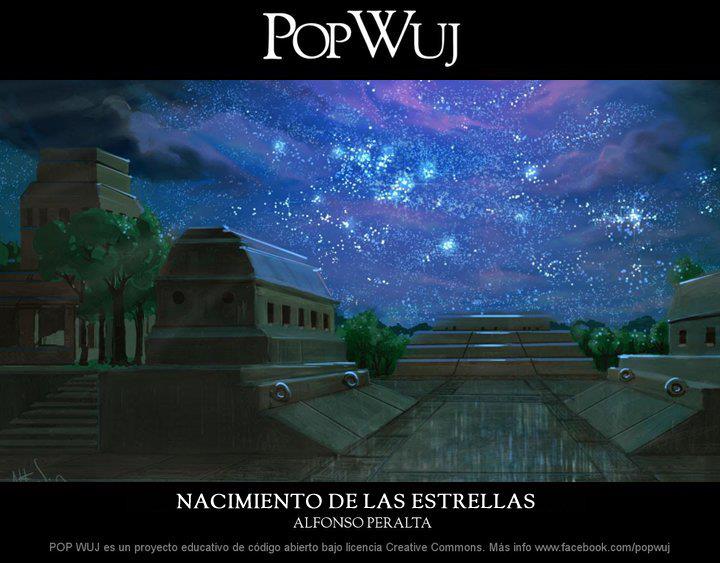 POPWUJ
NACIMIENTO DE LAS ESTRELLAS
ALFONSO PERALTA
POP WUJ es un proyecto educativo de código abierto bajo licencia Creative Commons. Más info www.facebook.com/popwuj